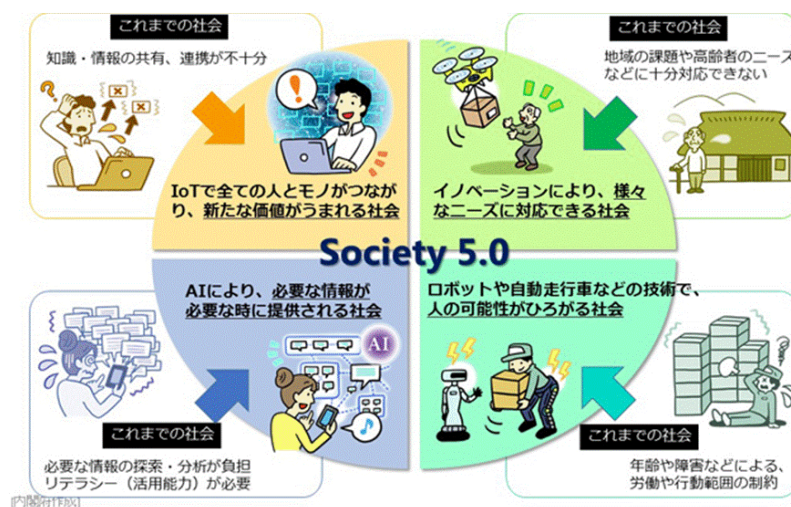 これまでの社会
知識・情報の共有、連携が不十分
IoTで全ての人とモノがつなが
り、新たな価値がうまれる社会
これまでの社会
地域の課題や高齢者のニーズ
などに十分対応できない
イノベーションにより、様々
なニーズに対応できる社会
Society 5.0
AIにより、必要な情報が
必要な時に提供される社会
AI
これまでの社会
必要な情報の探索・分析が負担
リテラシー（活用能力）が必要
ロボットや自動走行車などの技術で、
人の可能性がひろがる社会
これまでの社会
年齢や障害などによる、
労働や行動範囲の制約
[内閣府作成]